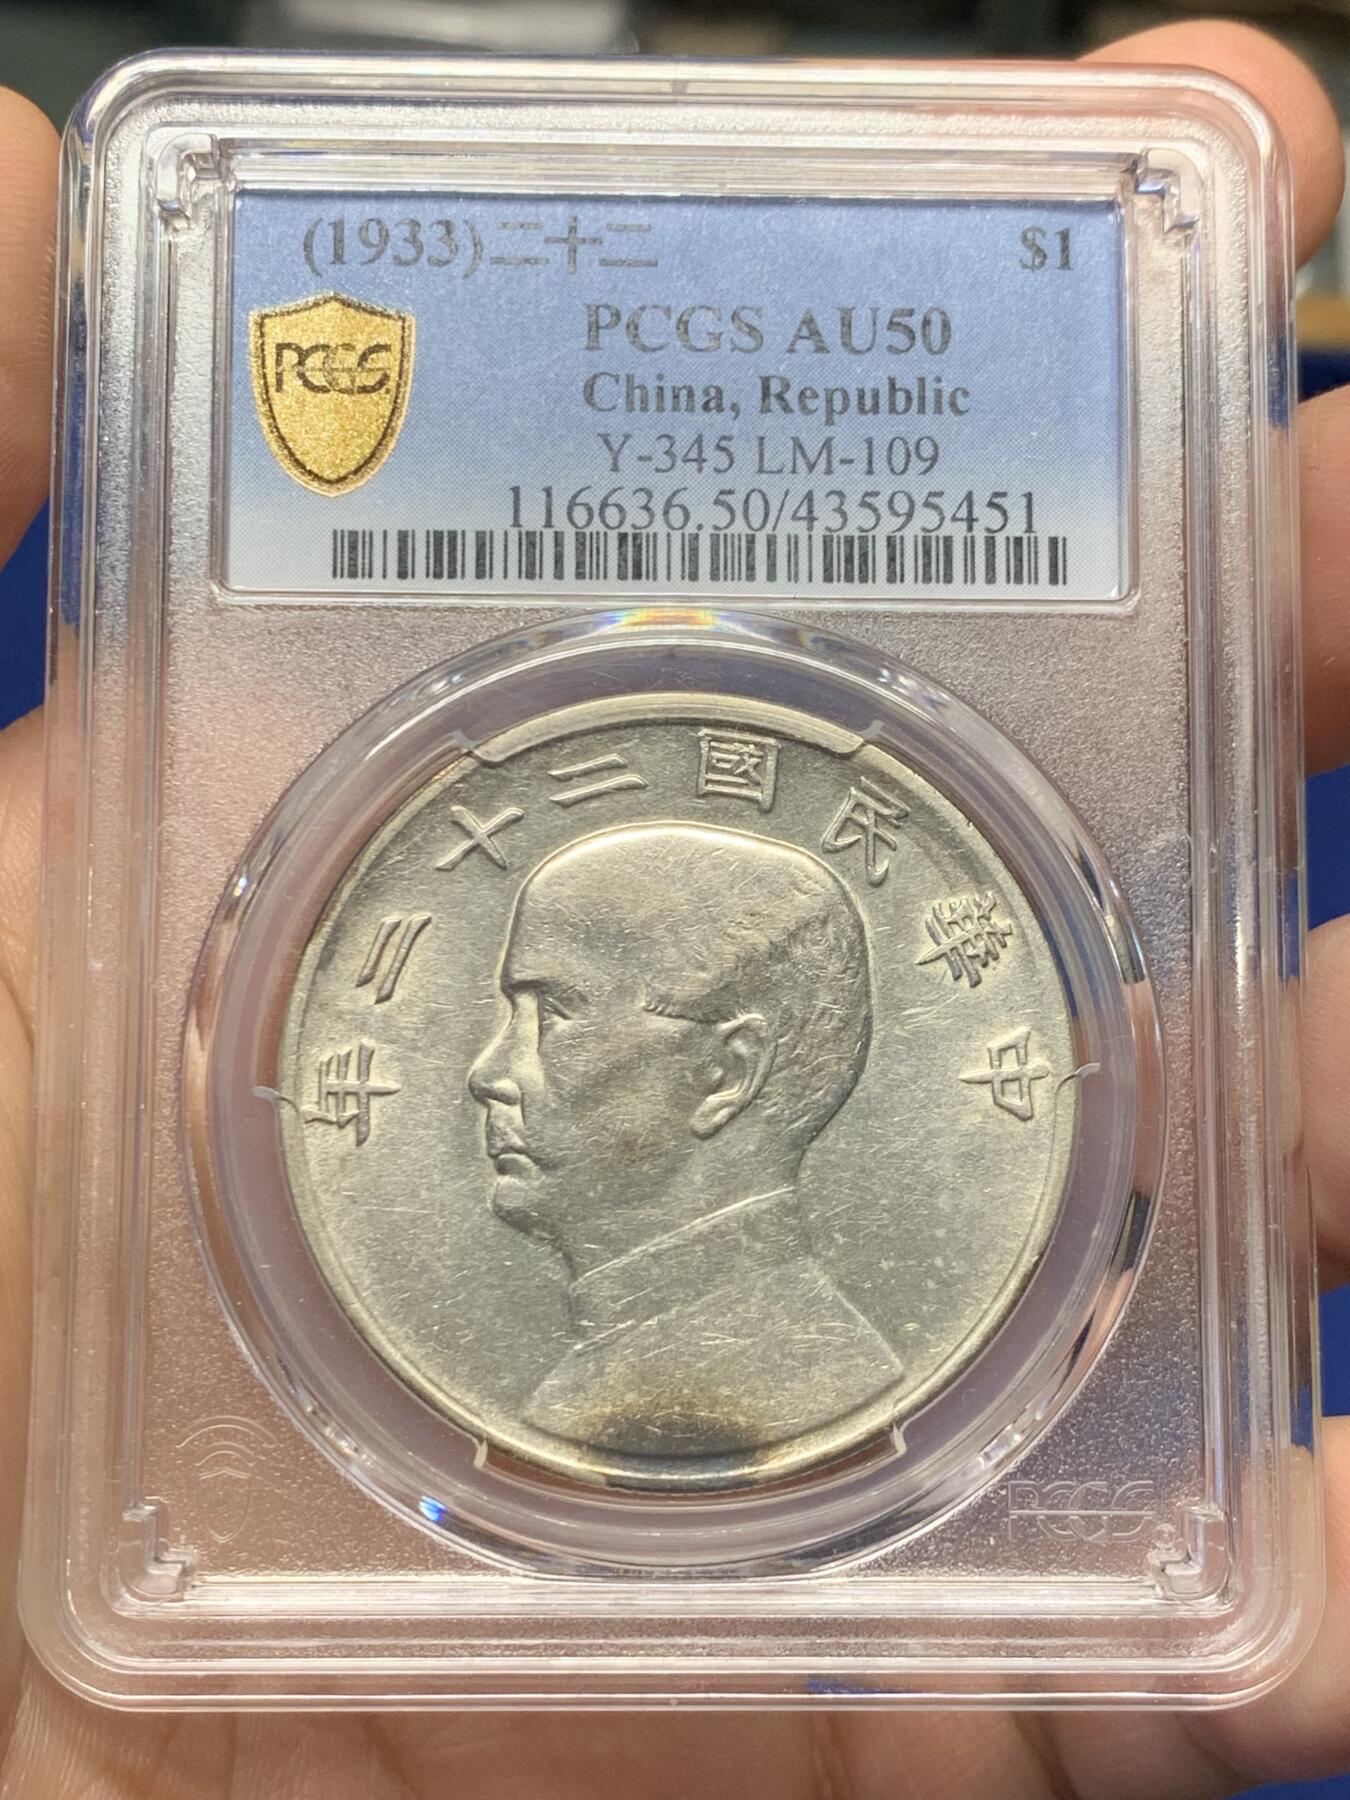 (1933)二十二 $1
PCGS
PCGS AU50
China, Republic
Y-345 LM-109
116636.50/43595451
年二十二國民華中
PCGS